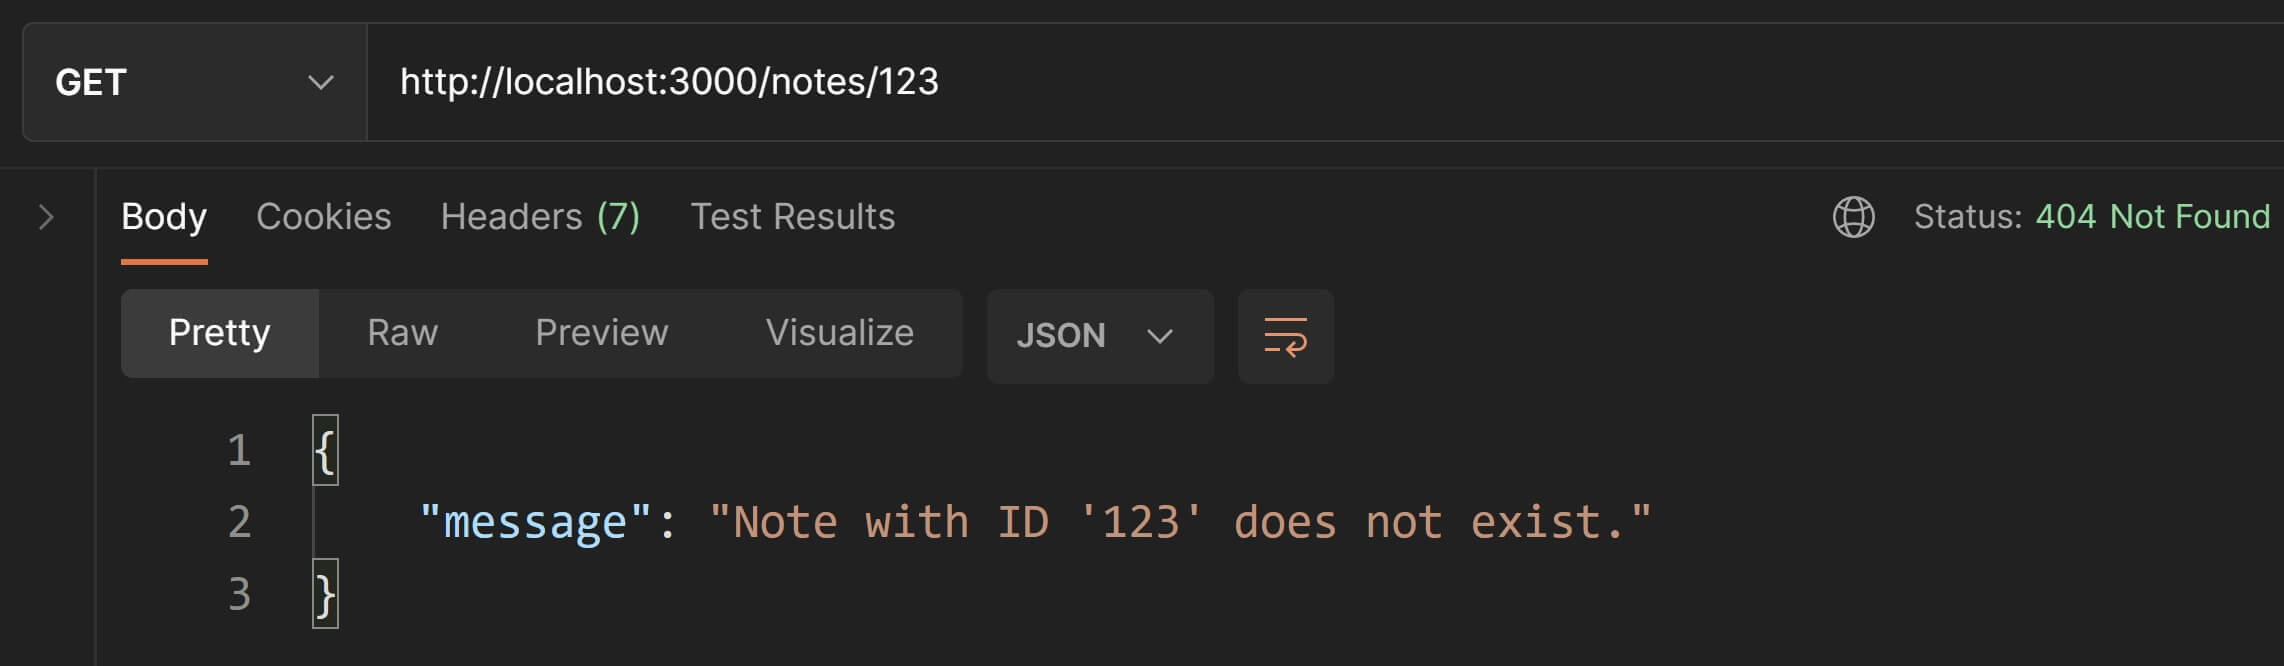 GET http://localhost:3000/notes/123
Body Cookies Headers (7) Test Results Status: 404 Not Found
Pretty Raw Preview Visualize JSON
1 {
2 "message": "Note with ID '123' does not exist."
3 }